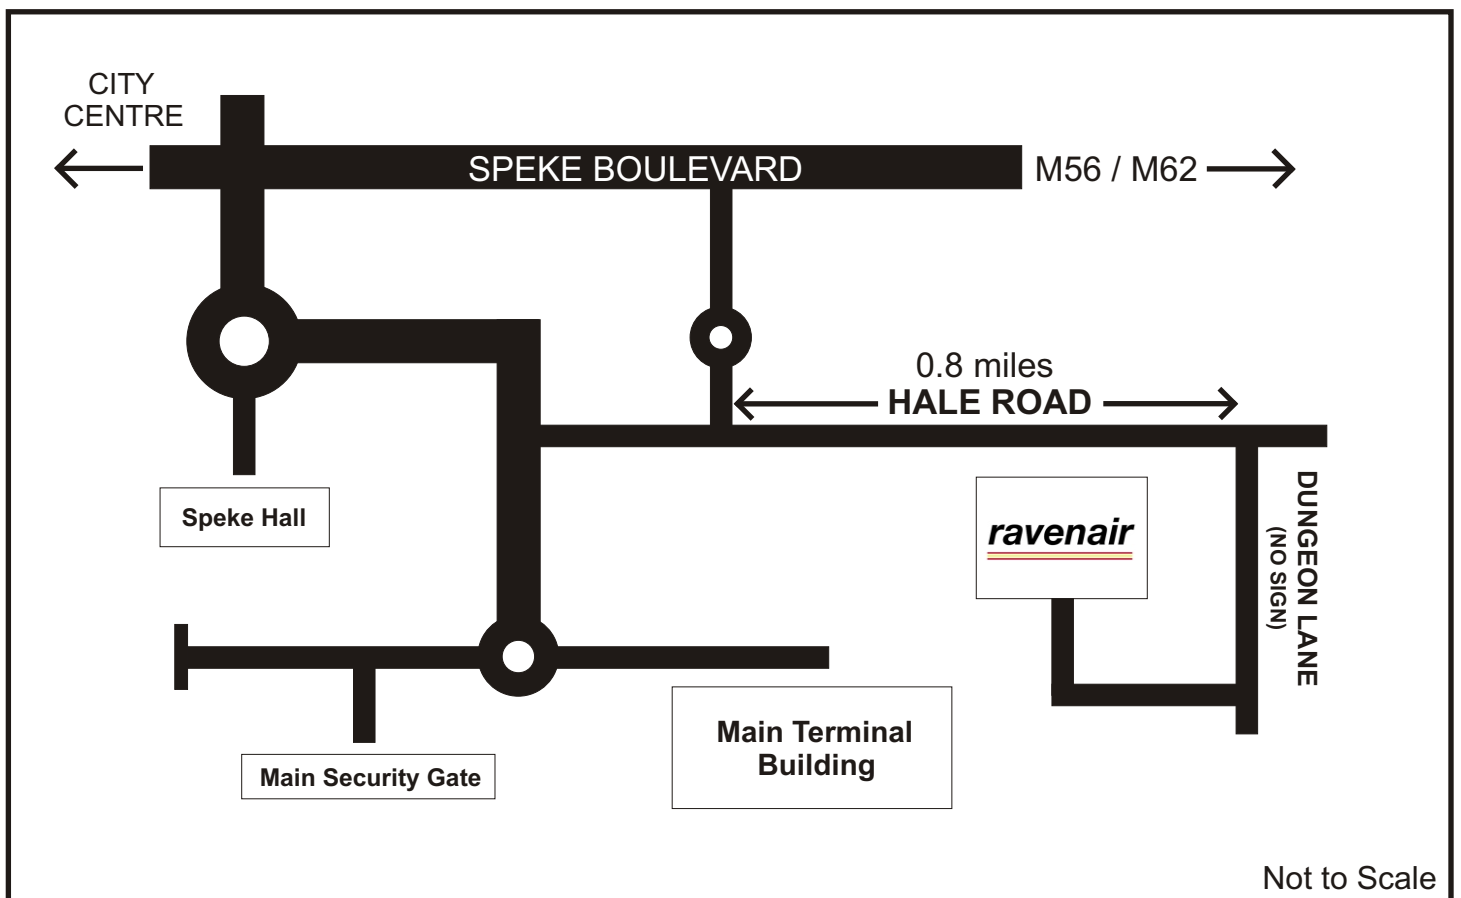 CITY
CENTRE
SPEKE BOULEVARD
M56 / M62
0.8 miles
HALE ROAD
DUNGEON LANE
(NO SIGN)
Speke Hall
ravenair
Main Security Gate
Main Terminal
Building
Not to Scale